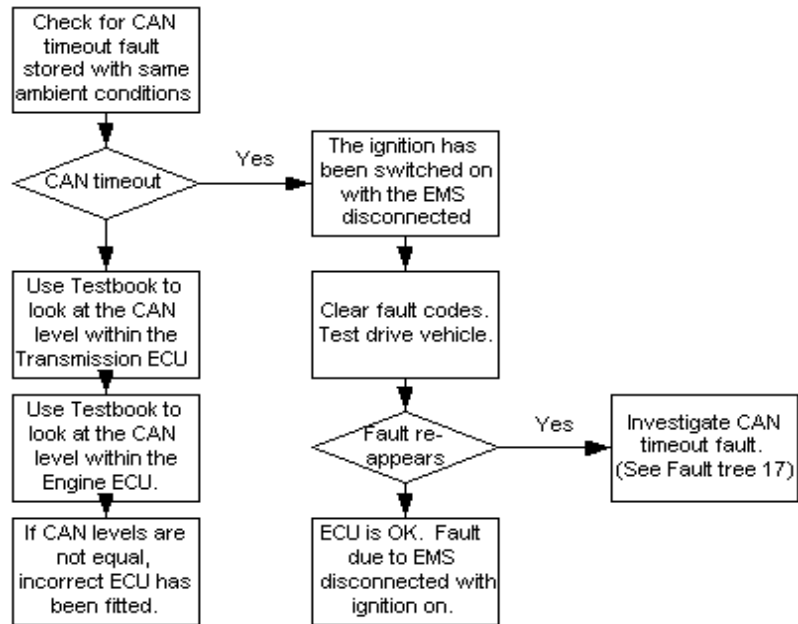 Check for CAN
timeout fault
stored with same
ambient conditions
CAN timeout
Yes
The ignition has
been switched on
with the EMS
disconnected
Use Testbook to
look at the CAN
level within the
Transmission ECU
Clear fault codes.
Test drive vehicle.
Use Testbook to
look at the CAN
level within the
Engine ECU.
Fault re-
appears
Yes
Investigate CAN
timeout fault.
(See Fault tree 17)
If CAN levels are
not equal,
incorrect ECU has
been fitted.
ECU is OK. Fault
due to EMS
disconnected with
ignition on.